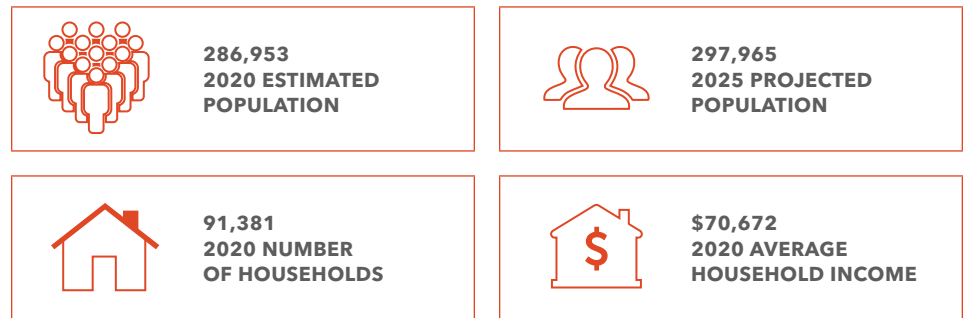 286,953
2020 ESTIMATED
POPULATION
297,965
2025 PROJECTED
POPULATION
91,381
2020 NUMBER
OF HOUSEHOLDS
$
$70,672
2020 AVERAGE
HOUSEHOLD INCOME